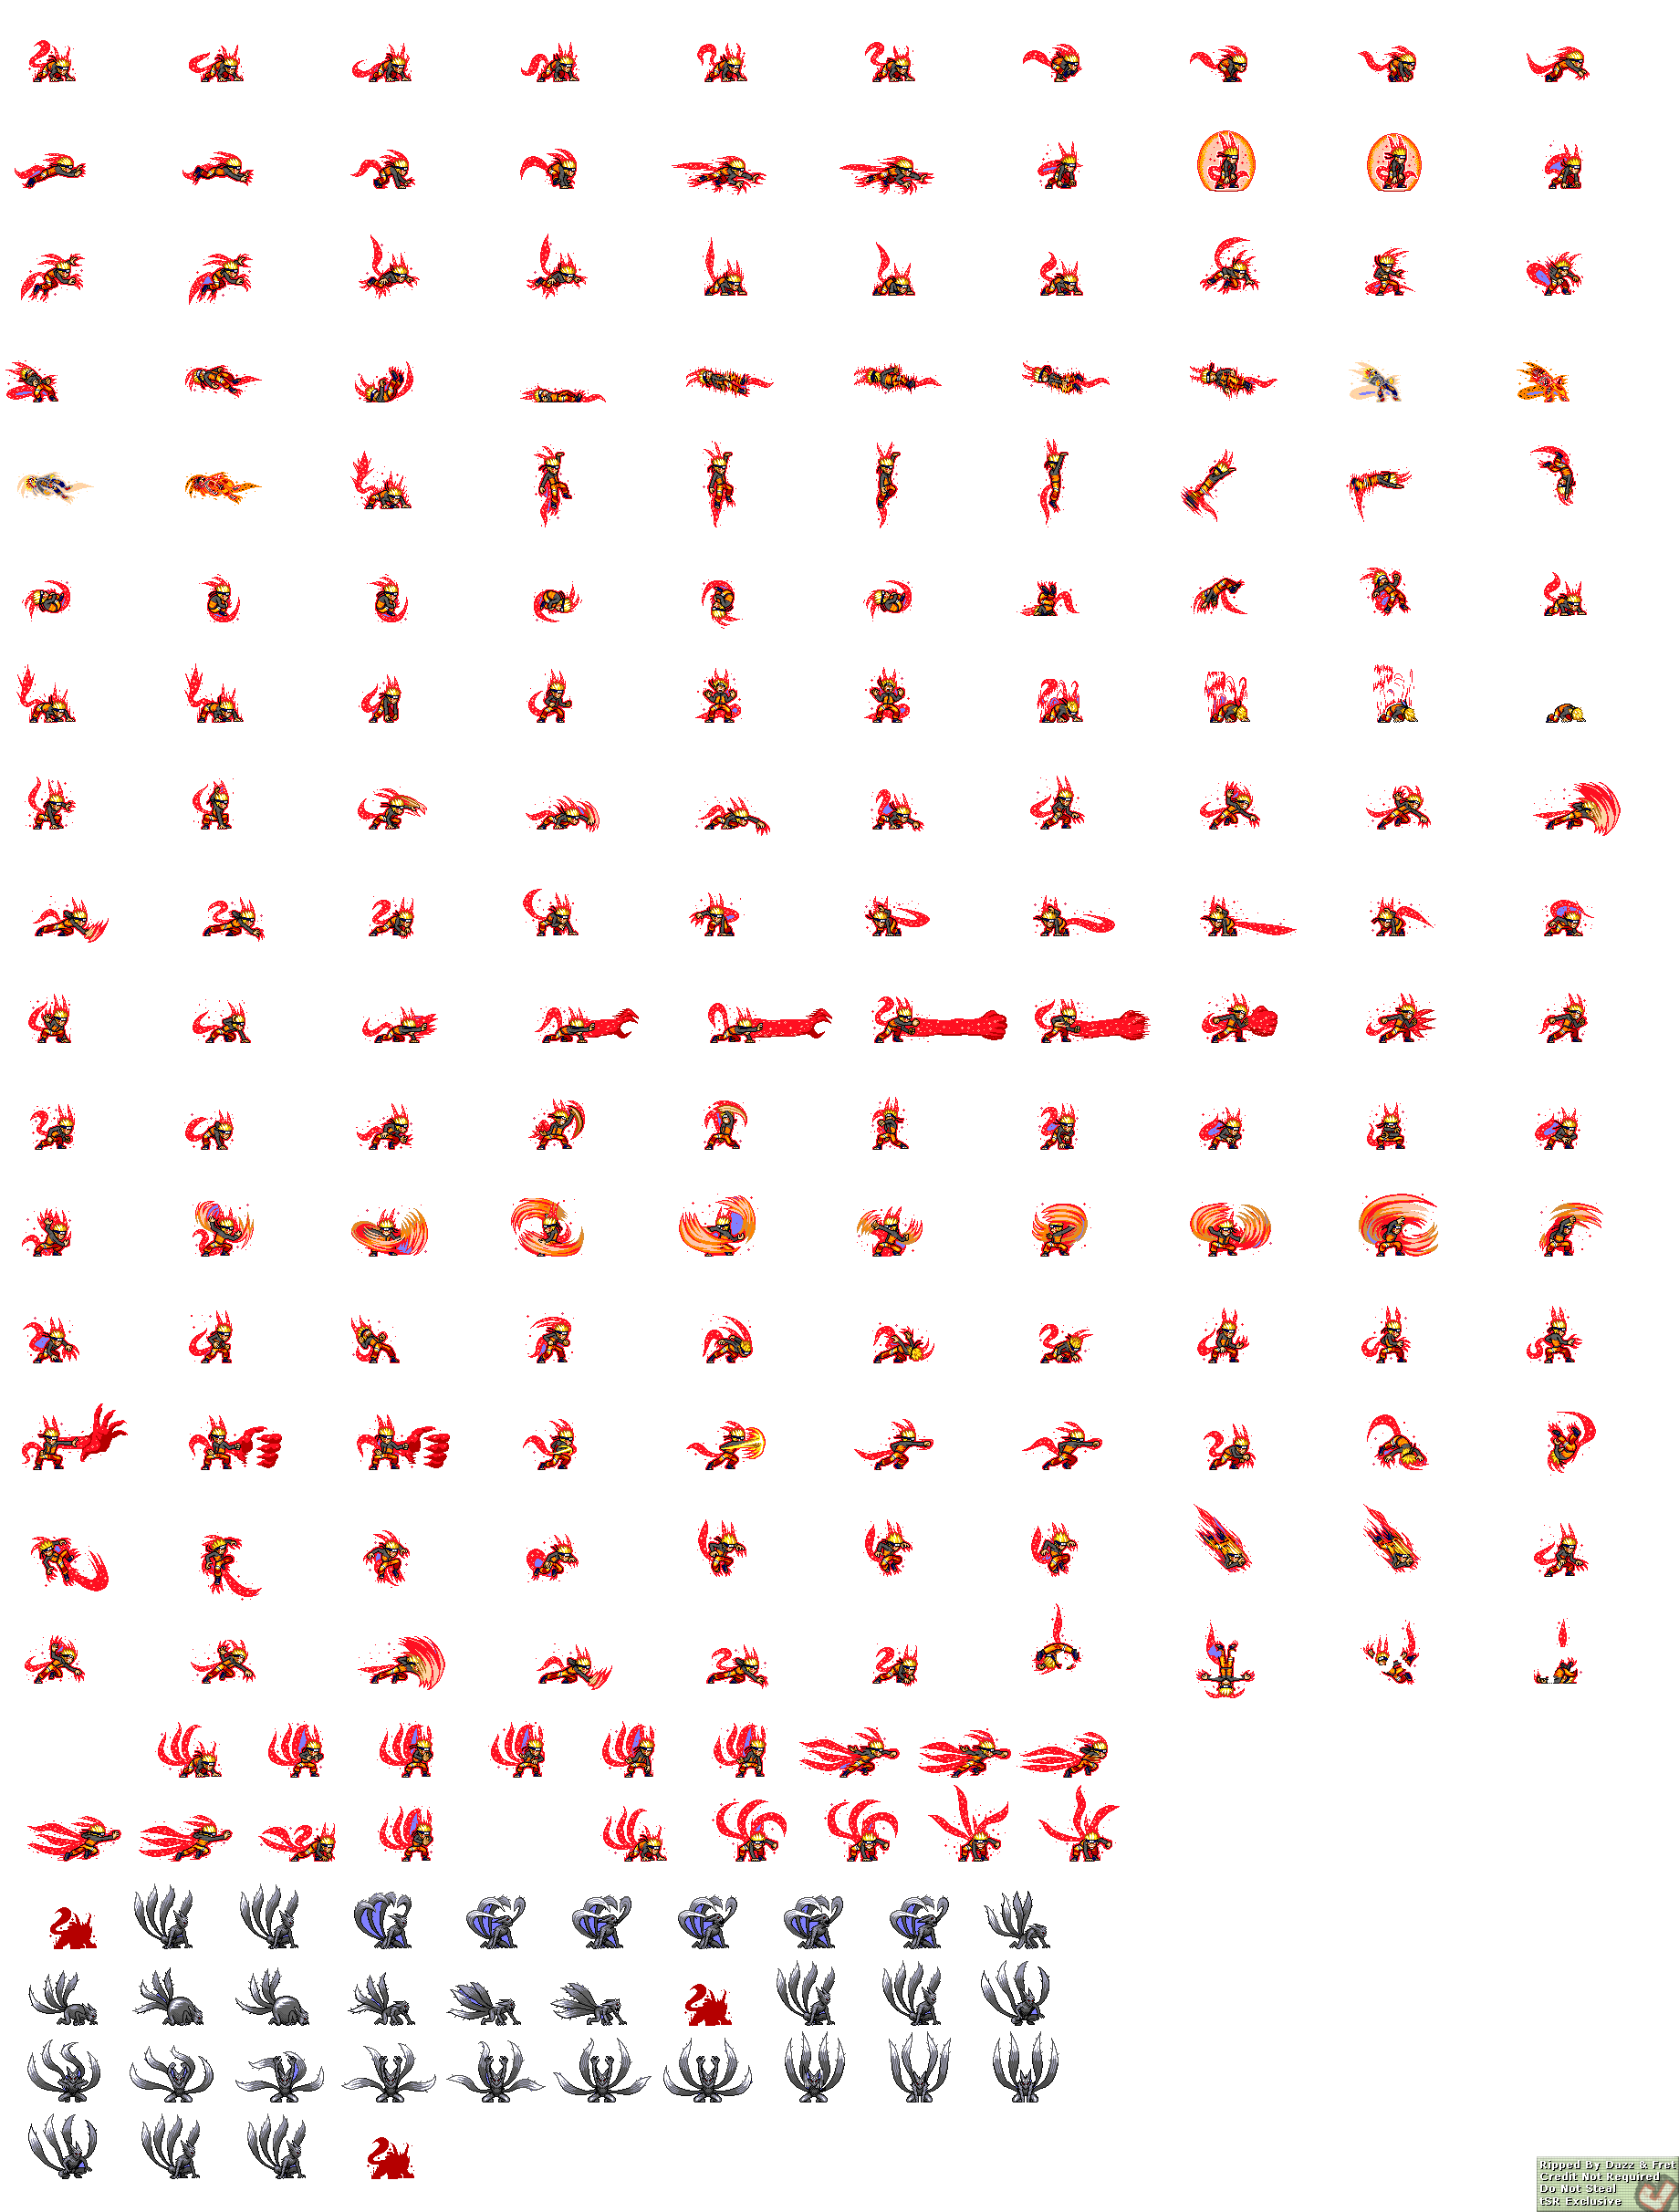 Ripped by Dazz & Fret
Credit Not Required
Do Not Steal
tSR Exclusive